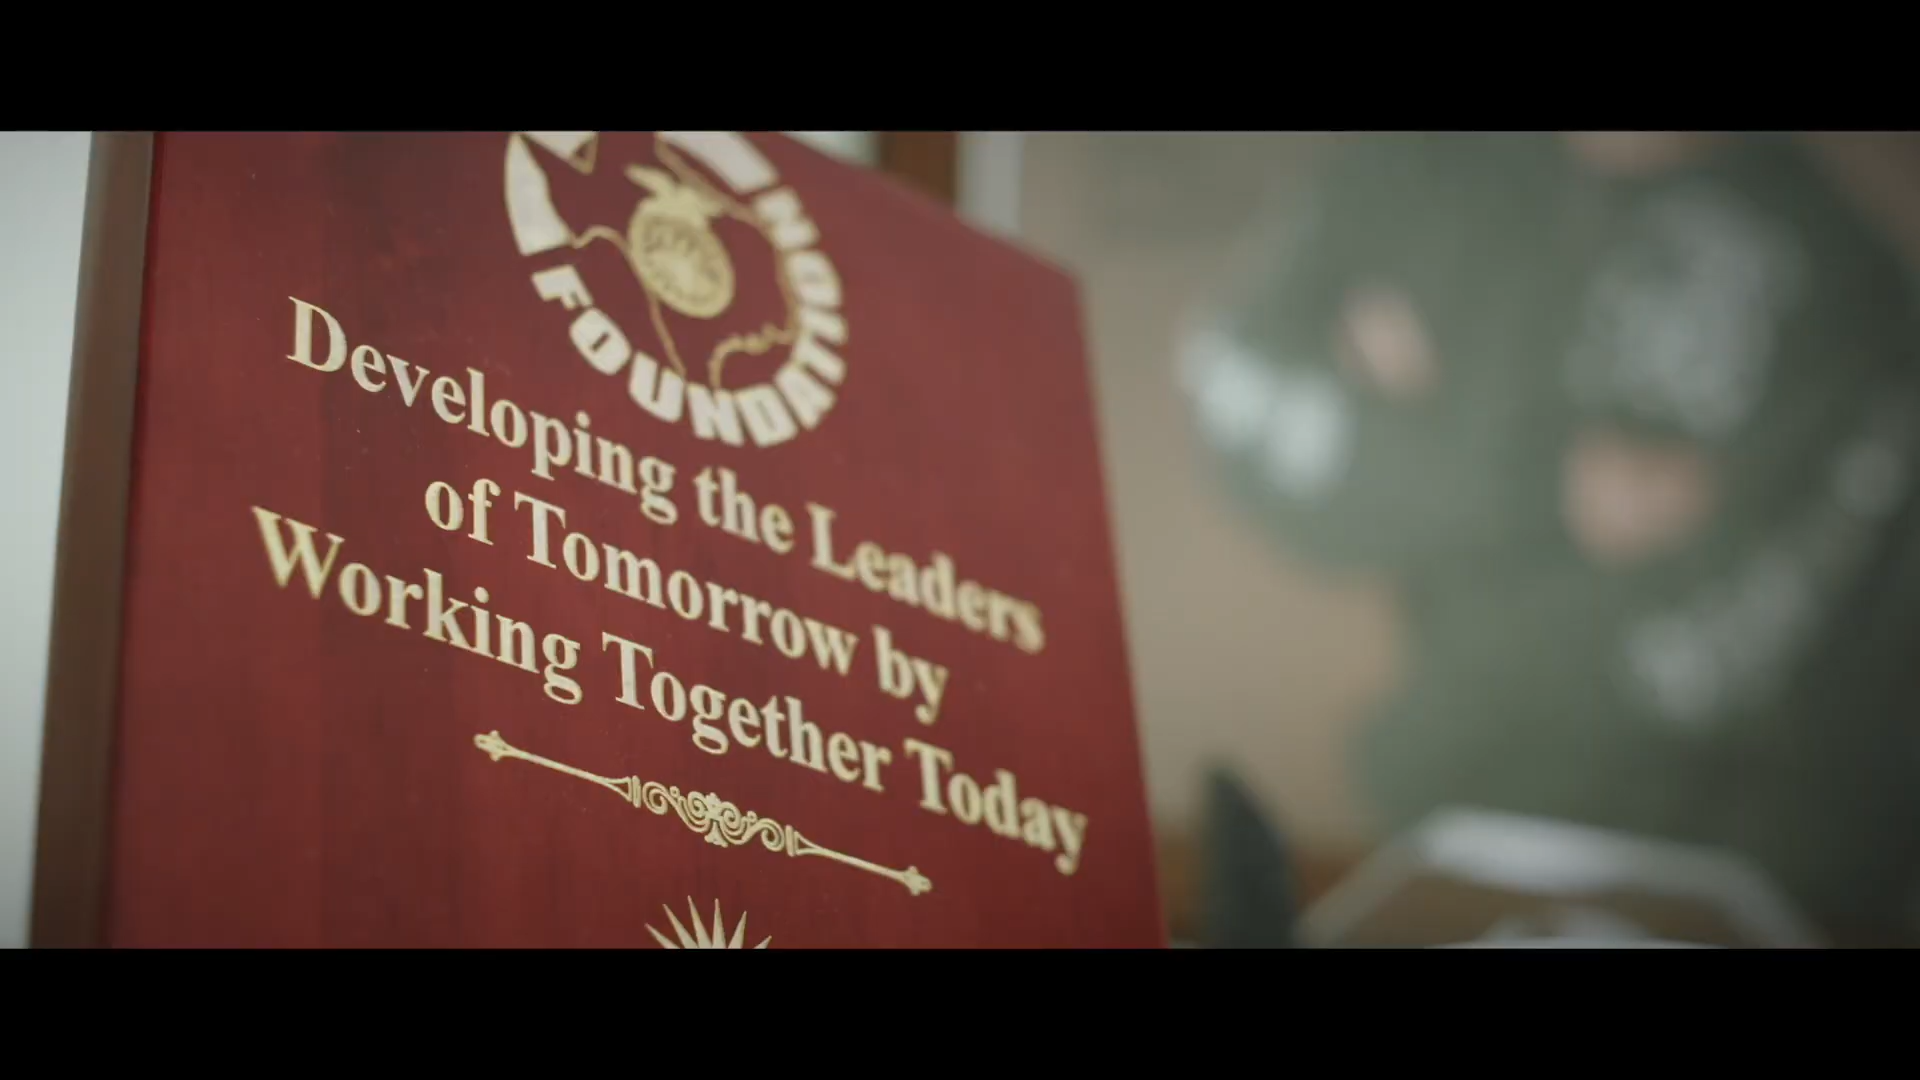 FOUNDATION
Developing the Leaders
of Tomorrow by
Working Together Today